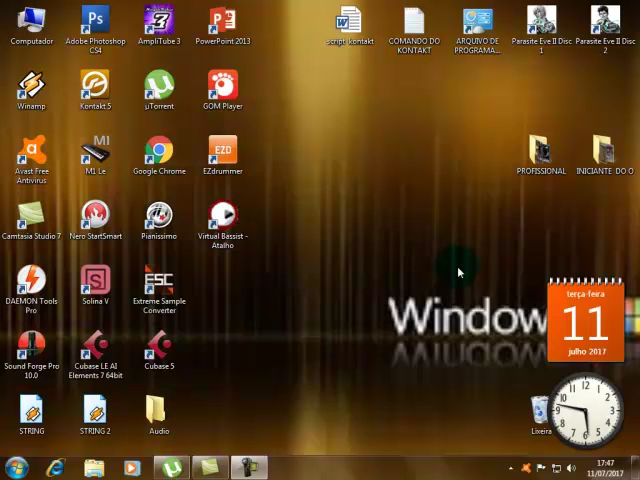 Computador
Adobe Photoshop
CS4
AmpliTube 3
PowerPoint 2013
script_kontakt
COMANDO DO
KONTAKT
ARQUIVO DE
PROGRAMA...
Parasite Eve II Disc
1
Parasite Eve II Disc
2
Winamp
Kontakt 5
µTorrent
GOM Player
Avast Free
Antivirus
M1
M1 Le
Google Chrome
EZD
EZdrummer
PROFISSIONAL
INICIANTE DO O
Camtasia Studio 7
Nero StartSmart
Pianissimo
Virtual Bassist -
Atalho
DAEMON Tools
Pro
Solina V
ESC
Extreme Sample
Converter
Window
terça-feira
11
julho 2017
Sound Forge Pro
10.0
Cubase LE AI
Elements 7 64bit
Cubase 5
STRING
STRING 2
Audio
Lixeira
17:47
11/07/2017